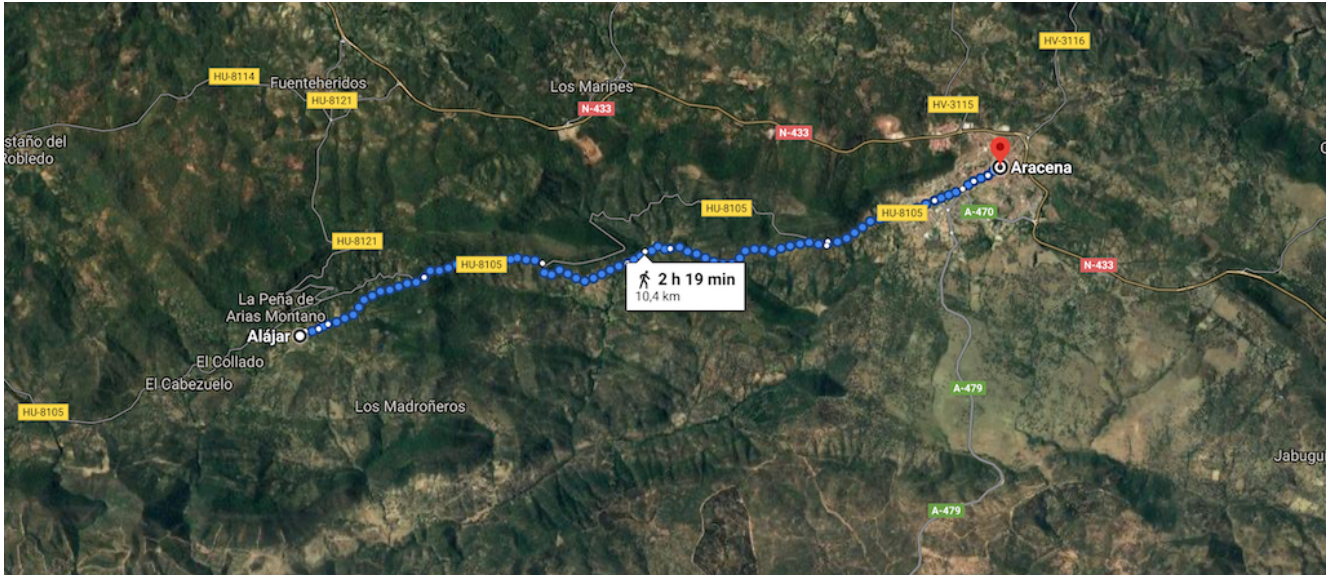 HV-3116
HU-8114
Fuenteheridos
Los Marines
HU-8121
N-433
HV-3115
N-433
staño del
Robledo
Aracena
HU-8105
HU-8105
A-470
HU-8121
HU-8105
N-433
2 h 19 min
10,4 km
La Peña de
Arias Montano
Alájar
El Collado
El Cabezuelo
A-479
HU-8105
Los Madroñeros
Jabugu
A-479